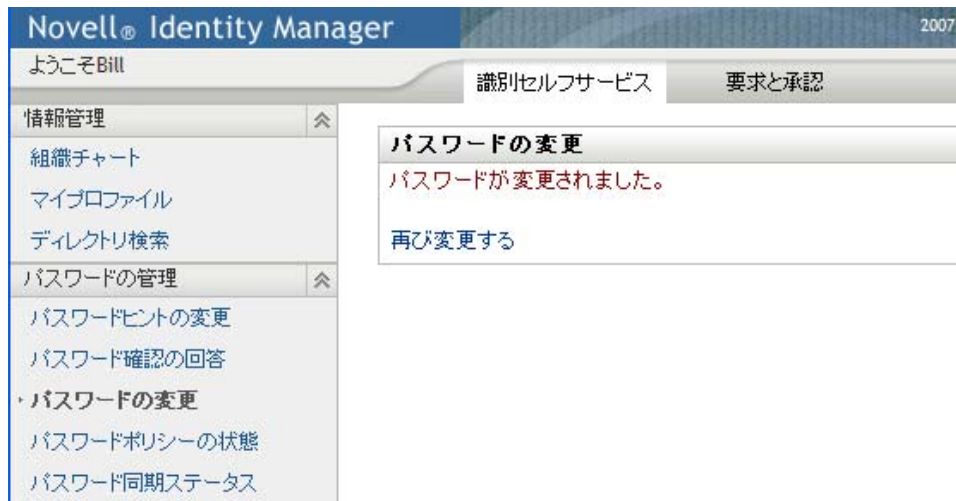 Novell® Identity Manager
2007
ようこそBill
識別セルフサービス
要求と承認
情報管理
組織チャート
マイプロファイル
ディレクトリ検索
パスワードの管理
パスワードヒントの変更
パスワード確認の回答
パスワードの変更
パスワードポリシーの状態
パスワード同期ステータス
パスワードの変更
パスワードが変更されました。
再び変更する